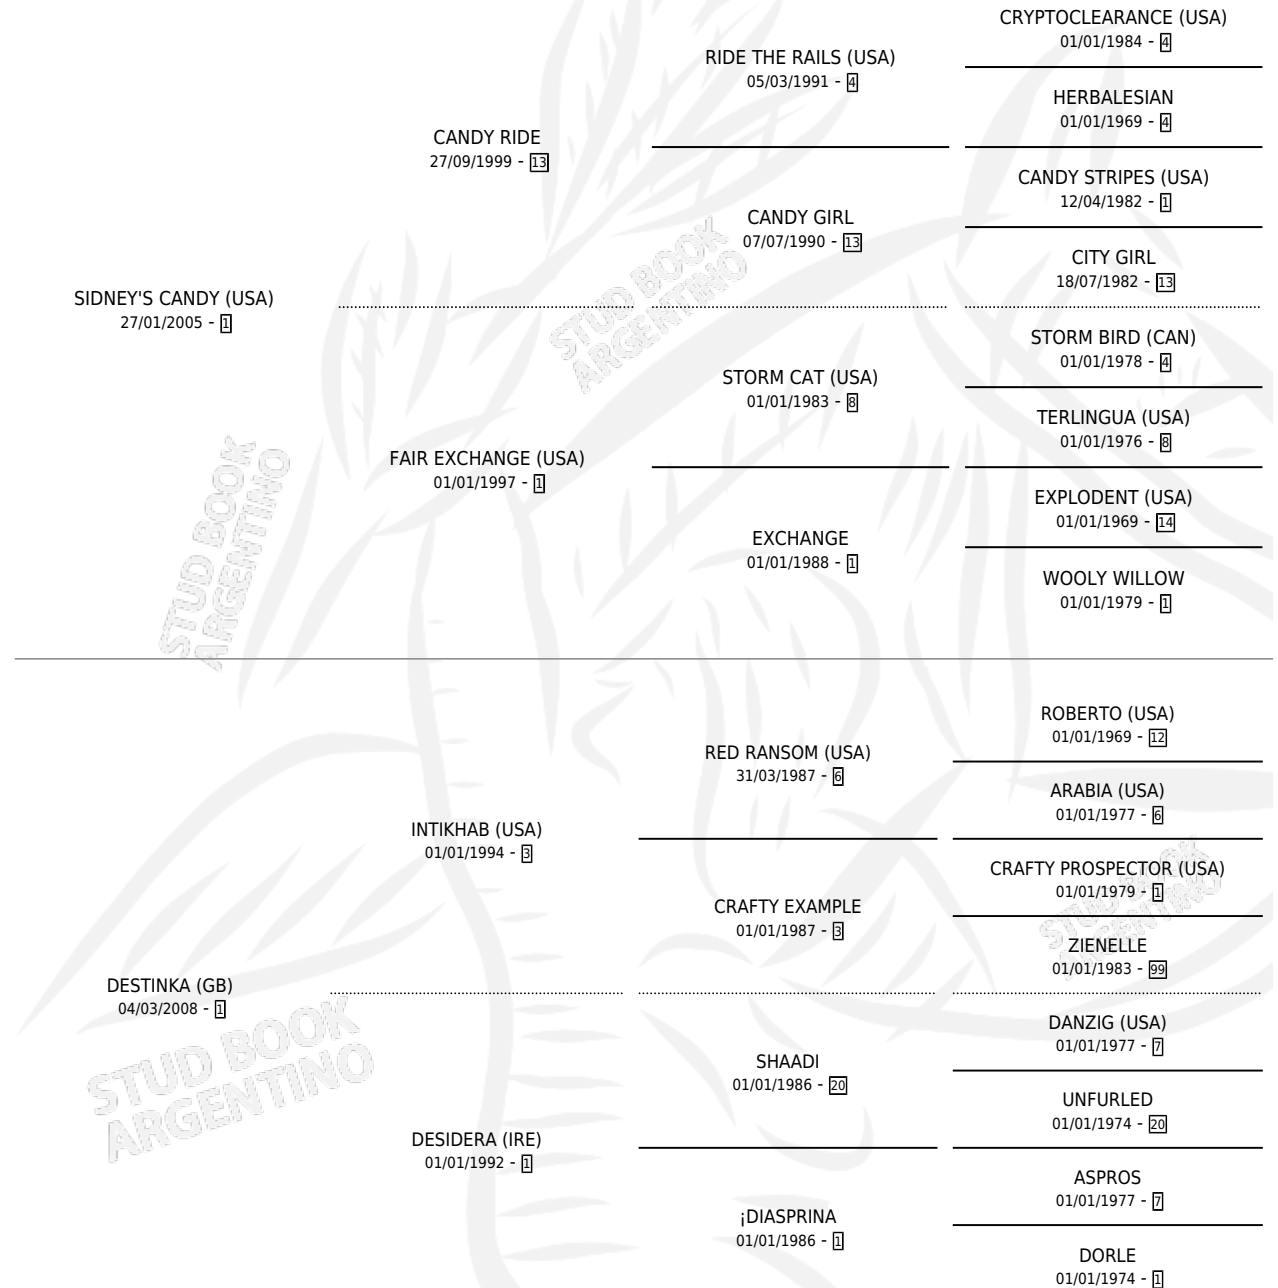 CRYPTOCLEARANCE (USA)
01/01/1984 - 4
RIDE THE RAILS (USA)
05/03/1991 - 4
HERBALESIAN
01/01/1969 - 4
CANDY RIDE
27/09/1999 - 13
CANDY STRIPES (USA)
12/04/1982 - 1
CANDY GIRL
07/07/1990 - 13
CITY GIRL
18/07/1982 - 13
SIDNEY'S CANDY (USA)
27/01/2005 - 1
STUD BOOK
ARGENTINO
STORM BIRD (CAN)
01/01/1978 - 4
STORM CAT (USA)
01/01/1983 - 8
TERLINGUA (USA)
01/01/1976 - 8
FAIR EXCHANGE (USA)
01/01/1997 - 1
EXPLODENT (USA)
01/01/1969 - 14
EXCHANGE
01/01/1988 - 1
WOOLY WILLOW
01/01/1979 - 1
STUD BOOK
ARGENTINO
ROBERTO (USA)
01/01/1969 - 12
RED RANSOM (USA)
31/03/1987 - 6
ARABIA (USA)
01/01/1977 - 6
INTIKHAB (USA)
01/01/1994 - 3
CRAFTY PROSPECTOR (USA)
01/01/1979 - 1
CRAFTY EXAMPLE
01/01/1987 - 3
ZIENELLE
01/01/1983 - 99
STUD BOOK
ARGENTINO
DESTINKA (GB)
04/03/2008 - 1
STUD BOOK
ARGENTINO
DANZIG (USA)
01/01/1977 - 7
SHAADI
01/01/1986 - 20
UNFURLED
01/01/1974 - 20
DESIDERA (IRE)
01/01/1992 - 1
ASPROS
01/01/1977 - 7
¡DIASPRINA
01/01/1986 - 1
DORLE
01/01/1974 - 1